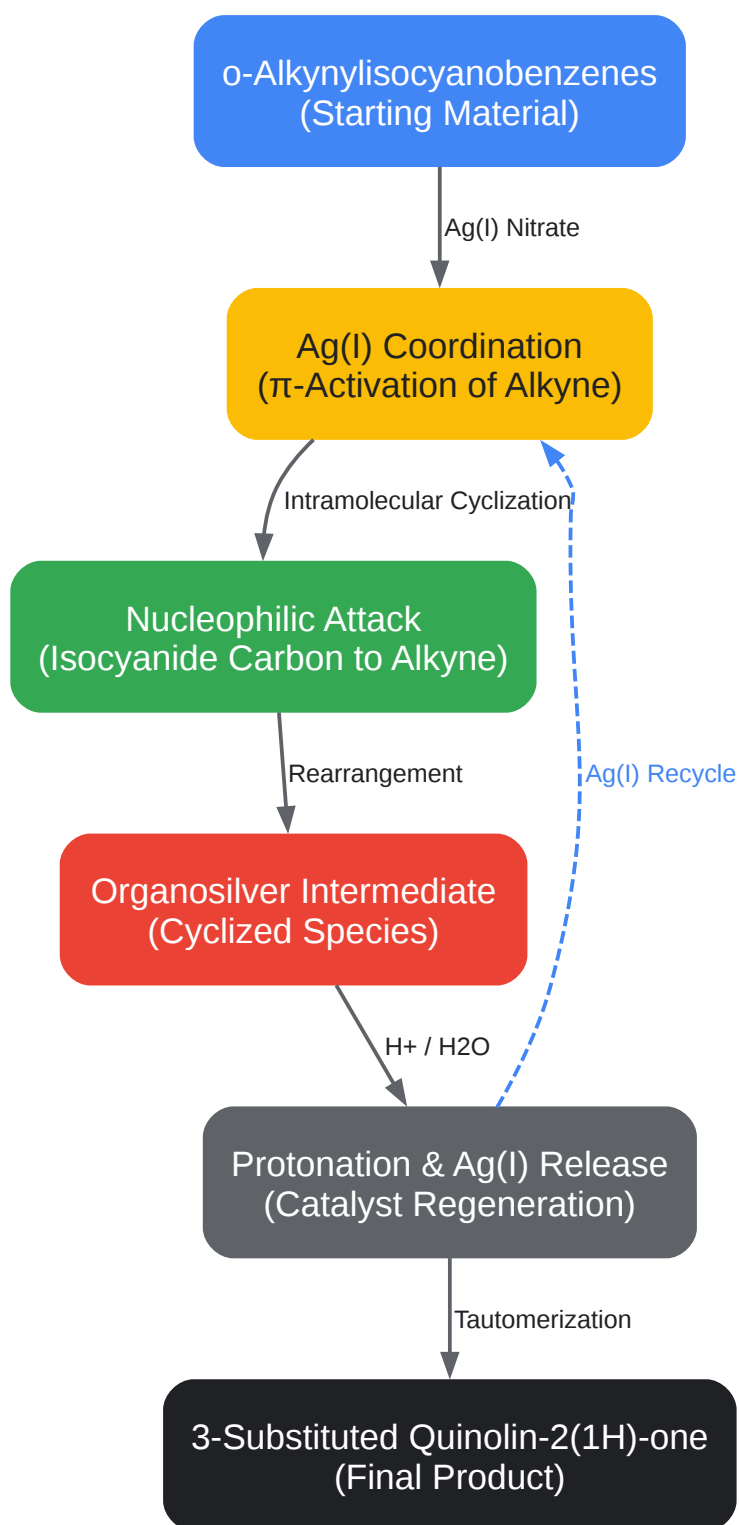 o-Alkynylisocyanobenzenes
(Starting Material)
Ag(I) Nitrate
Ag(I) Coordination
(π-Activation of Alkyne)
Intramolecular Cyclization
Nucleophilic Attack
(Isocyanide Carbon to Alkyne)
Rearrangement
Ag(I) Recycle
Organosilver Intermediate
(Cyclized Species)
H+ / H2O
Protonation & Ag(I) Release
(Catalyst Regeneration)
Tautomerization
3-Substituted Quinolin-2(1H)-one
(Final Product)